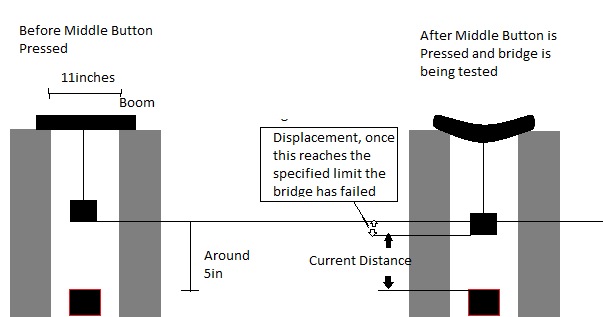 Before Middle Button
Pressed
11inches
Boom
After Middle Button is
Pressed and bridge is
being tested
Displacement, once
this reaches the
specified limit the
bridge has failed
Around
5in
Current Distance